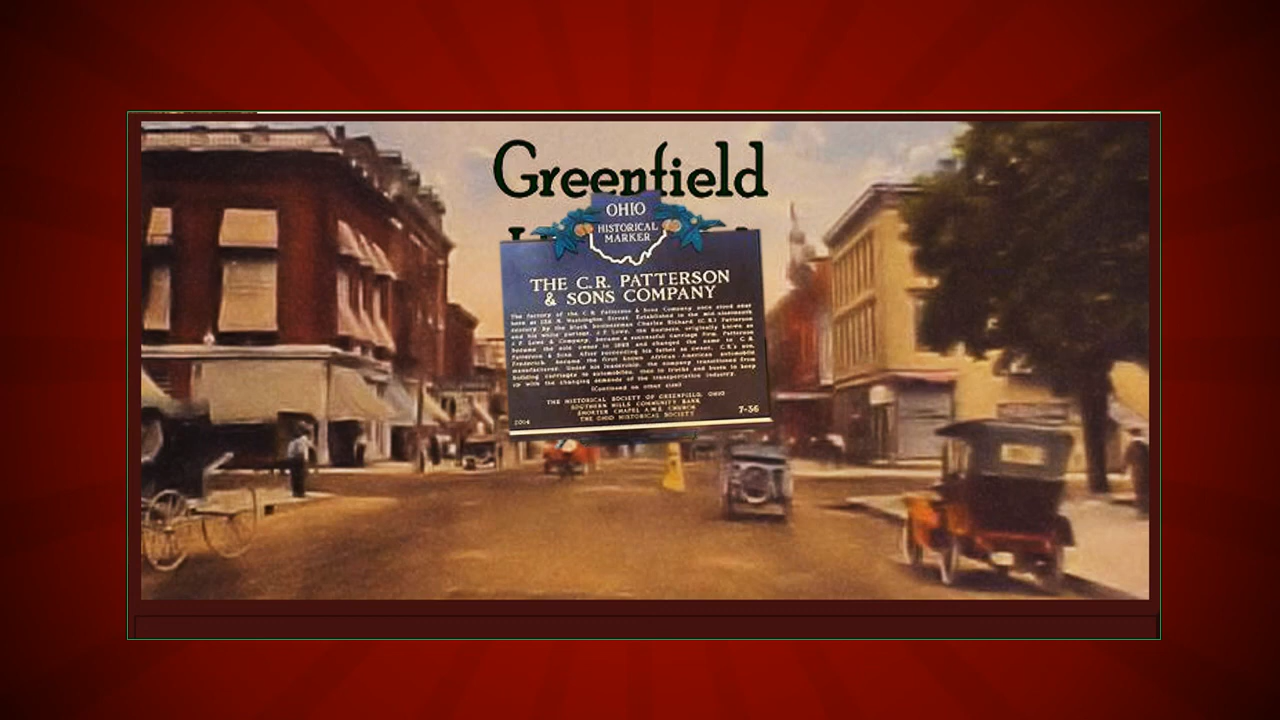 Greenfield
OHIO
HISTORICAL
MARKER
THE C.R. PATTERSON
& SONS COMPANY
The factory of the C.R. Patterson & Sons Company once stood near
here at 138 N. Washington Street. Established in the mid-nineteenth
century by the black businessman Charles Richard (C.R.) Patterson
and his white partner, J.P. Lowe, the business, originally known as
J.P. Lowe & Company, became a successful carriage firm. Patterson
became the sole owner in 1893 and changed the name to C.R.
Patterson & Sons. After succeeding his father as owner, C.R.'s son,
Frederick, became the first known African-American automobile
manufacturer. Under his leadership, the company transitioned from
building carriages to automobiles, then to trucks and buses to keep
up with the changing demands of the transportation industry.
(Continued on other side)
THE HISTORICAL SOCIETY OF GREENFIELD, OHIO
SOUTHERN HILLS COMMUNITY BANK
SHORTER CHAPEL A.M.E. CHURCH
THE OHIO HISTORICAL SOCIETY
2014
7-36